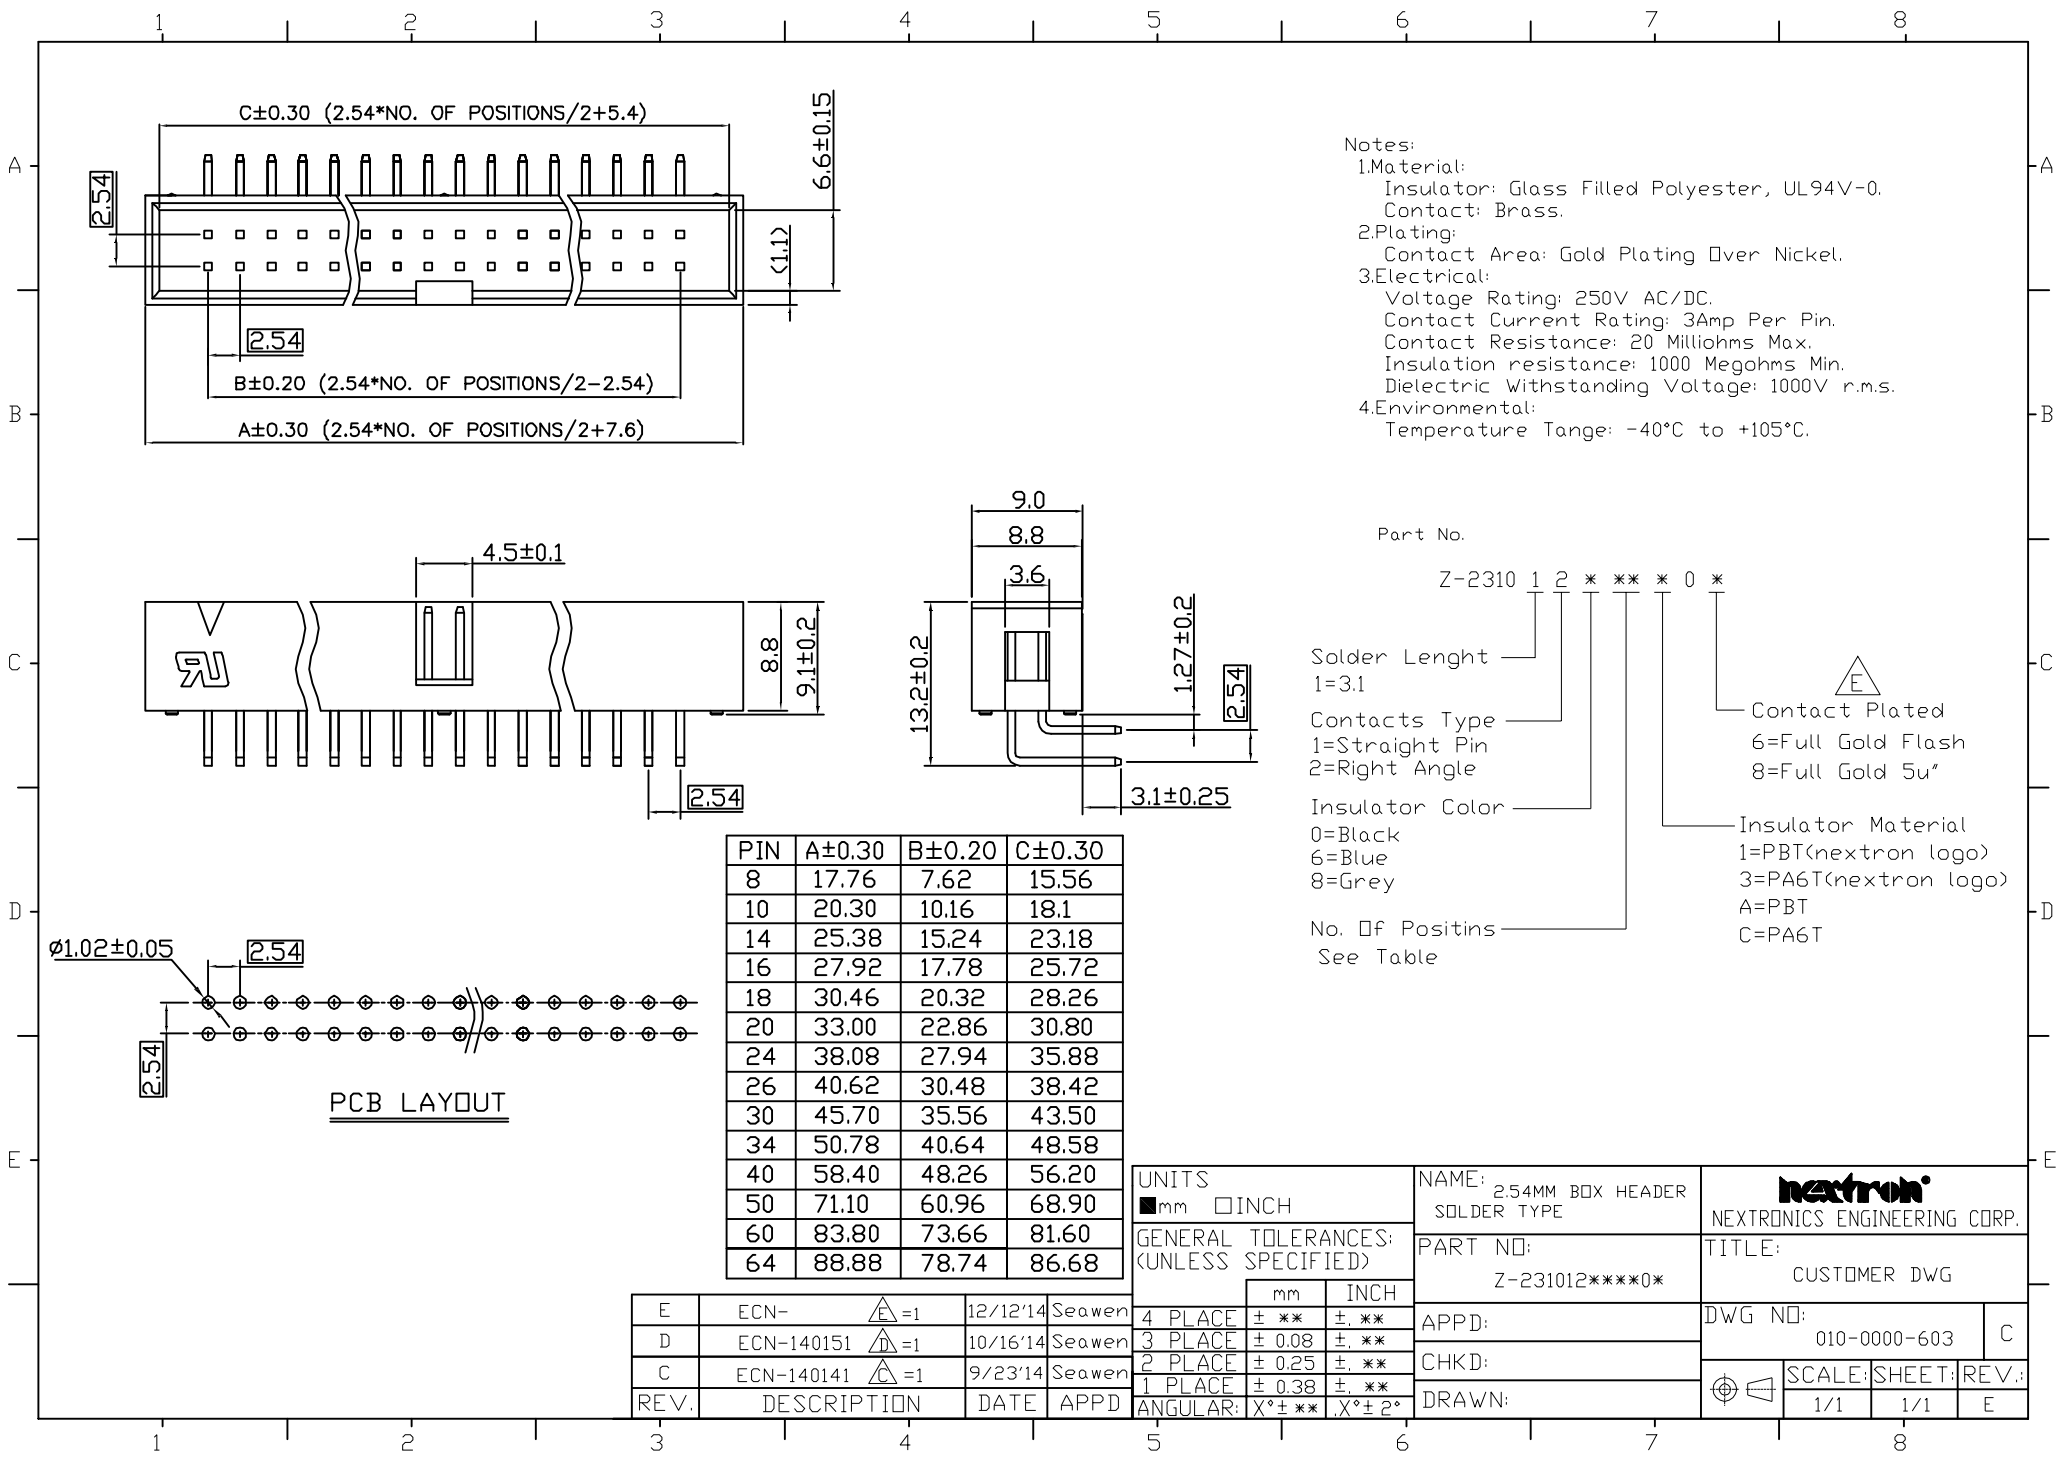 1 2 3 4 5 6 7 8
A
B
C
D
E
A
B
C
D
E
C±0.30 (2.54*NO. OF POSITIONS/2+5.4)
6.6±0.15
2.54
(1.1)
2.54
B±0.20 (2.54*NO. OF POSITIONS/2-2.54)
A±0.30 (2.54*NO. OF POSITIONS/2+7.6)
Notes:
1.Material:
Insulator: Glass Filled Polyester, UL94V-0.
Contact: Brass.
2.Plating:
Contact Area: Gold Plating Over Nickel.
3.Electrical:
Voltage Rating: 250V AC/DC.
Contact Current Rating: 3Amp Per Pin.
Contact Resistance: 20 Milliohms Max.
Insulation resistance: 1000 Megohms Min.
Dielectric Withstanding Voltage: 1000V r.m.s.
4.Environmental:
Temperature Tange: -40°C to +105°C.
4.5±0.1
8.8
9.1±0.2
2.54
9.0
8.8
3.6
13.2±0.2
1.27±0.2
2.54
3.1±0.25
Part No.
Z-2310 1 2 * ** * 0 *
Solder Lenght
1=3.1
Contacts Type
1=Straight Pin
2=Right Angle
Insulator Color
0=Black
6=Blue
8=Grey
No. Of Positins
See Table
E
Contact Plated
6=Full Gold Flash
8=Full Gold 5u"
Insulator Material
1=PBT(nextron logo)
3=PA6T(nextron logo)
A=PBT
C=PA6T
ø1.02±0.05
2.54
2.54
PCB LAYOUT
PIN A±0.30 B±0.20 C±0.30
8 17.76 7.62 15.56
10 20.30 10.16 18.1
14 25.38 15.24 23.18
16 27.92 17.78 25.72
18 30.46 20.32 28.26
20 33.00 22.86 30.80
24 38.08 27.94 35.88
26 40.62 30.48 38.42
30 45.70 35.56 43.50
34 50.78 40.64 48.58
40 58.40 48.26 56.20
50 71.10 60.96 68.90
60 83.80 73.66 81.60
64 88.88 78.74 86.68
E ECN- E =1 12/12'14 Seawen
D ECN-140151 D =1 10/16'14 Seawen
C ECN-140141 C =1 9/23'14 Seawen
REV. DESCRIPTION DATE APPD
UNITS
mm INCH
GENERAL TOLERANCES:
(UNLESS SPECIFIED)
mm INCH
4 PLACE ± ** ±. **
3 PLACE ± 0.08 ±. **
2 PLACE ± 0.25 ±. **
1 PLACE ± 0.38 ±. **
ANGULAR: X°± ** .X°± 2°
NAME: 2.54MM BOX HEADER
SOLDER TYPE
PART NO:
Z-231012****0*
APPD:
CHKD:
DRAWN:
nextron®
NEXTRONICS ENGINEERING CORP.
TITLE:
CUSTOMER DWG
DWG NO:
010-0000-603 C
SCALE: SHEET: REV.:
1/1 1/1 E
1 2 3 4 5 6 7 8